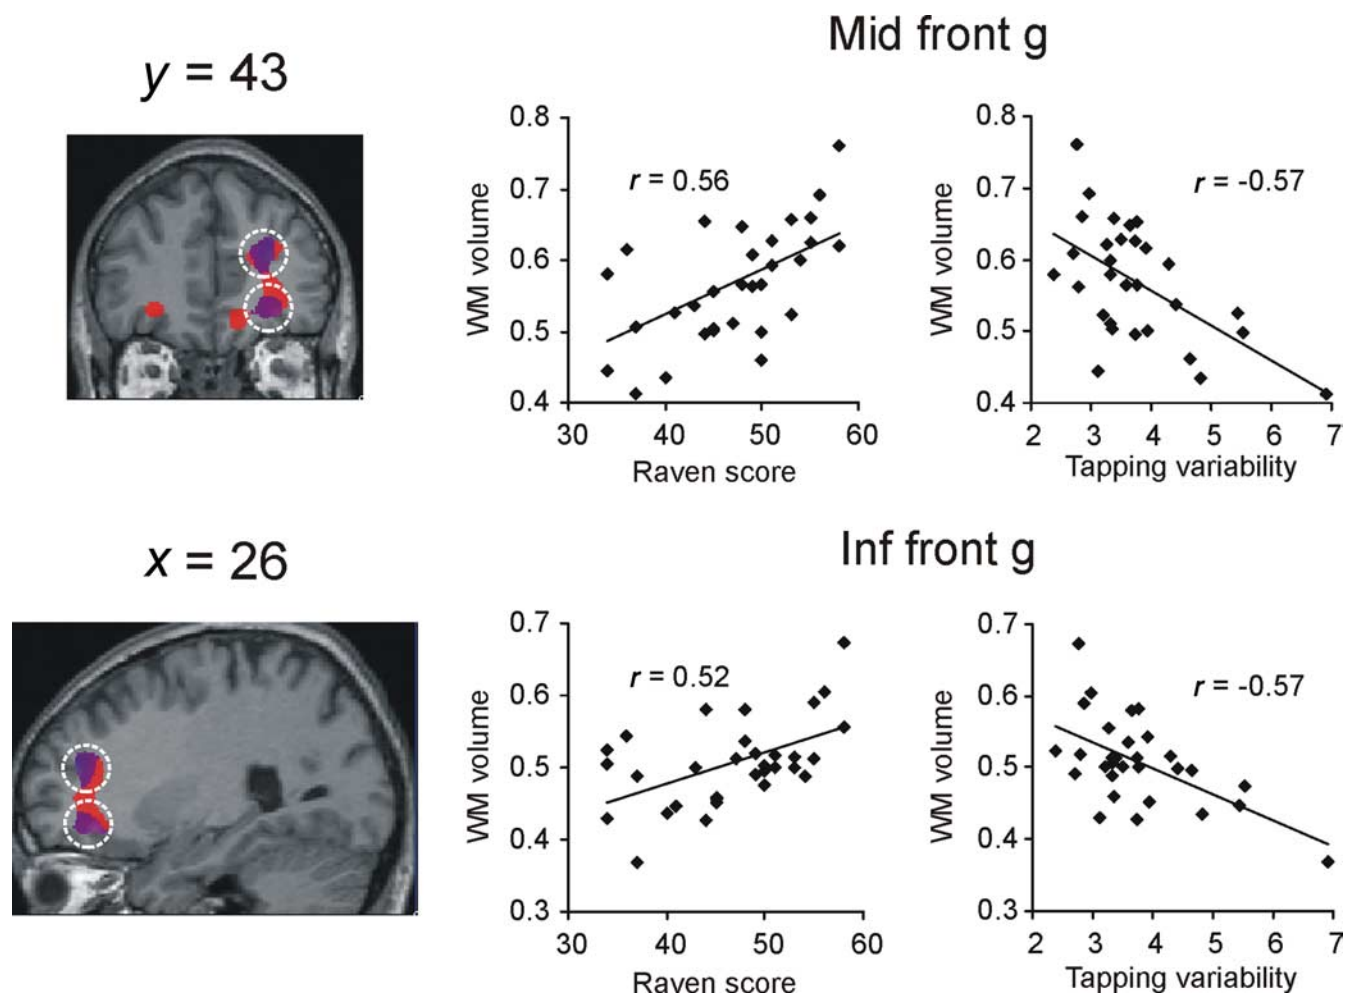 Mid front g
y = 43
0.8
0.7
0.6
0.5
0.4
WM volume
r = 0.56
30 40 50 60
Raven score
0.8
0.7
0.6
0.5
0.4
WM volume
r = -0.57
2 3 4 5 6 7
Tapping variability
Inf front g
x = 26
0.7
0.6
0.5
0.4
0.3
WM volume
r = 0.52
30 40 50 60
Raven score
0.7
0.6
0.5
0.4
0.3
WM volume
r = -0.57
2 3 4 5 6 7
Tapping variability